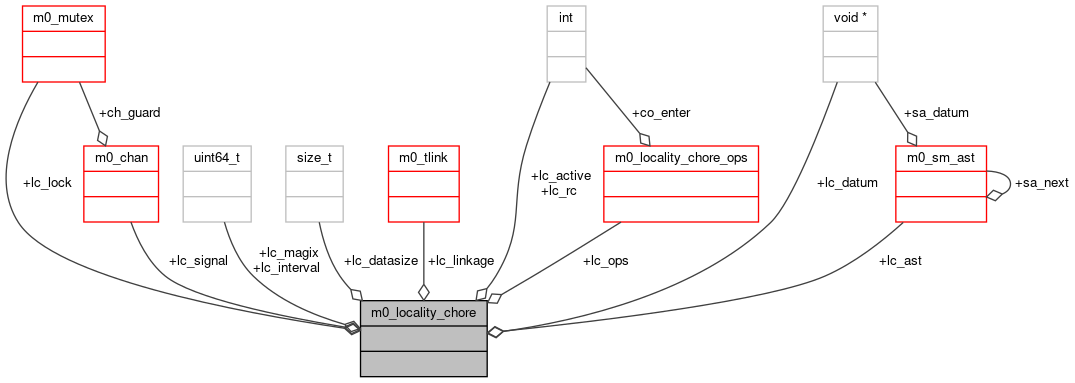 m0_mutex
int
void *
+ch_guard
+co_enter
+sa_datum
m0_chan
uint64_t
size_t
m0_tlink
m0_locality_chore_ops
m0_sm_ast
+lc_lock
+lc_active
+lc_rc
+lc_datum
+sa_next
+lc_signal
+lc_magix
+lc_interval
+lc_datasize
+lc_linkage
+lc_ops
+lc_ast
m0_locality_chore